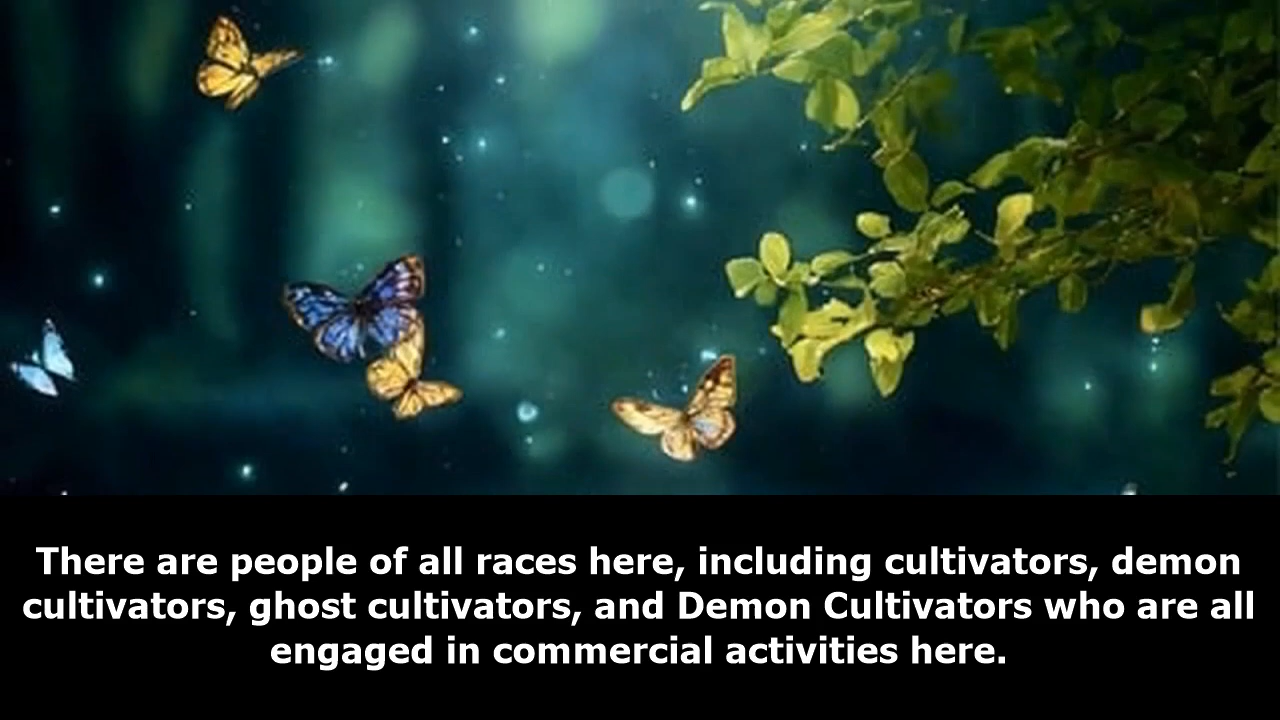 There are people of all races here, including cultivators, demon
cultivators, ghost cultivators, and Demon Cultivators who are all
engaged in commercial activities here.